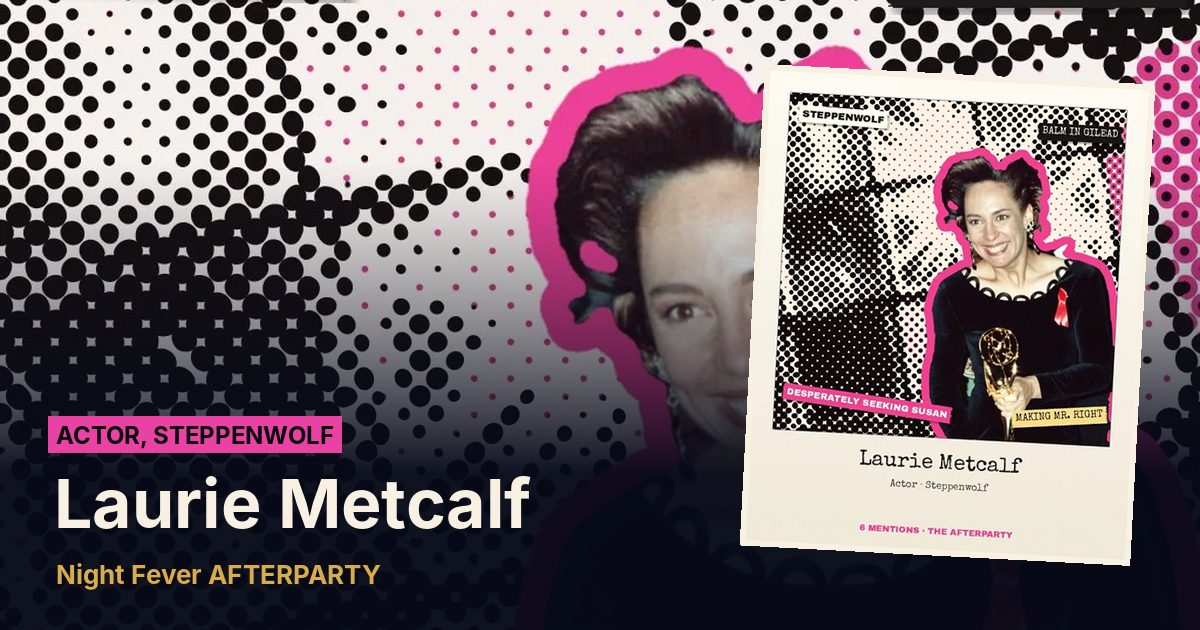 ACTOR, STEPPENWOLF
Laurie Metcalf
Night Fever AFTERPARTY
STEPPENWOLF
BALM IN GILEAD
DESPERATELY SEEKING SUSAN
MAKING MR. RIGHT
Laurie Metcalf
Actor · Steppenwolf
6 MENTIONS · THE AFTERPARTY